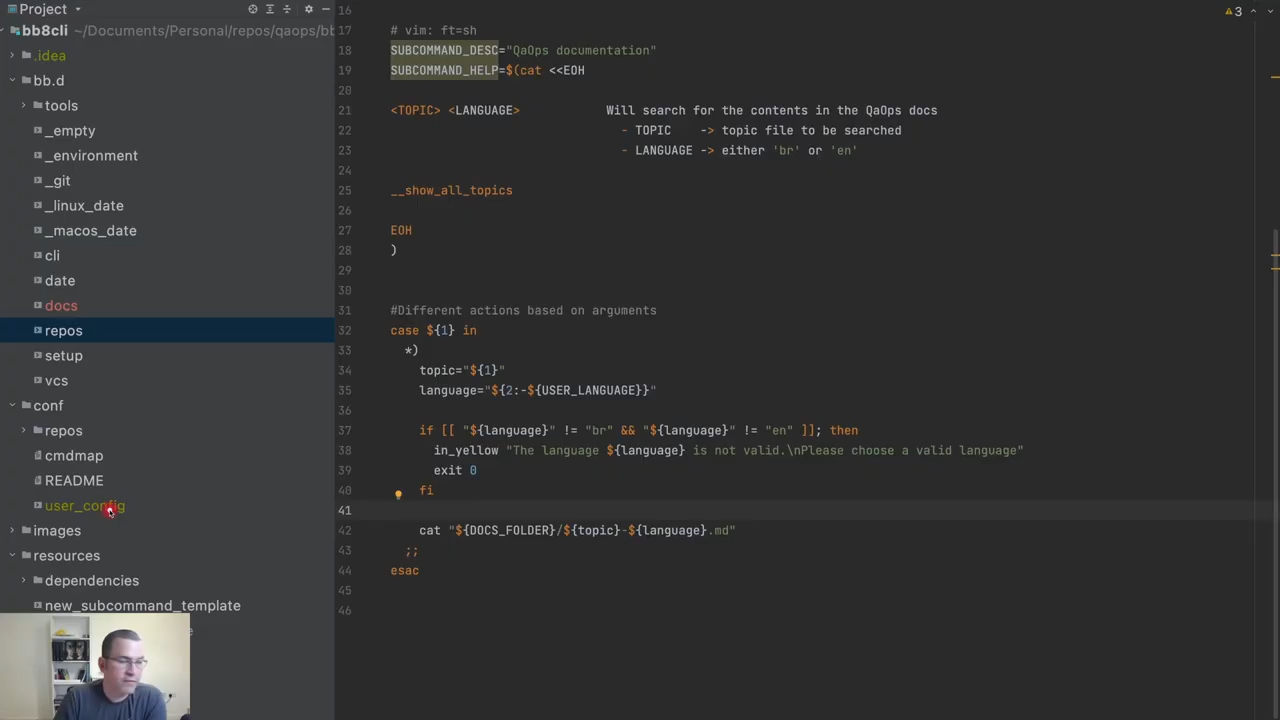 Project
bb8cli ~/Documents/Personal/repos/qaops/bb
.idea
bb.d
tools
_empty
_environment
_git
_linux_date
_macos_date
cli
date
docs
repos
setup
vcs
conf
repos
cmdmap
README
user_config
images
resources
dependencies
new_subcommand_template
3
16
17 # vim: ft=sh
18 SUBCOMMAND_DESC="QaOps documentation"
19 SUBCOMMAND_HELP=$(cat <<EOH
20
21 <TOPIC> <LANGUAGE> Will search for the contents in the QaOps docs
22 - TOPIC -> topic file to be searched
23 - LANGUAGE -> either 'br' or 'en'
24
25 __show_all_topics
26
27 EOH
28 )
29
30
31 #Different actions based on arguments
32 case ${1} in
33 *)
34 topic="${1}"
35 language="${2:-${USER_LANGUAGE}}"
36
37 if [[ "${language}" != "br" && "${language}" != "en" ]]; then
38 in_yellow "The language ${language} is not valid.\nPlease choose a valid language"
39 exit 0
40 fi
41
42 cat "${DOCS_FOLDER}/${topic}-${language}.md"
43 ;;
44 esac
45
46